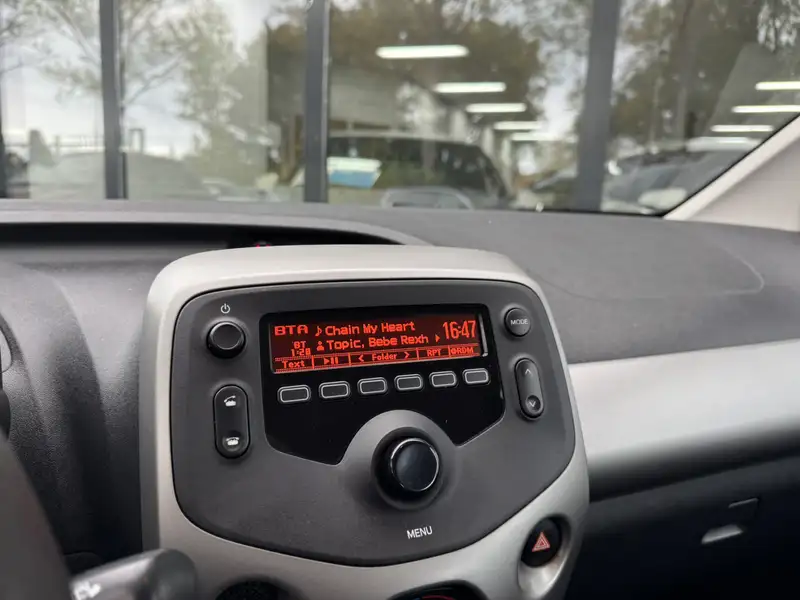 BTA ♪Chain My Heart 16:47
BT Topic, Bebe Rexh
1:28
Text ▶II < Folder > RPT RDM
MODE
MENU